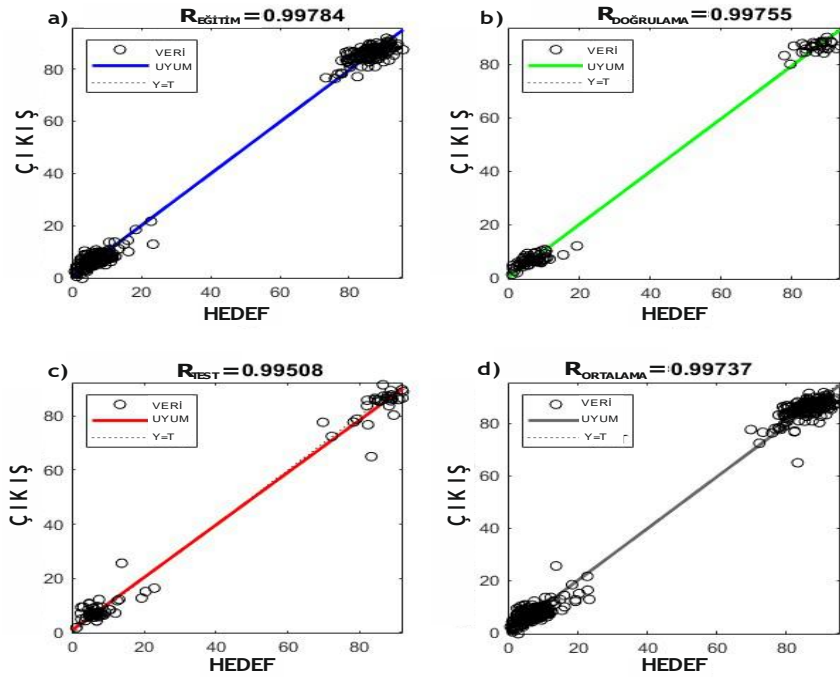 a) R EĞİTİM = 0.99784
VERİ
UYUM
Y=T
ÇIKIŞ
80
60
40
20
0
0 20 40 60 80
HEDEF
b) R DOĞRULAMA = 0.99755
VERİ
UYUM
Y=T
ÇIKIŞ
80
60
40
20
0
0 20 40 60 80
HEDEF
c) R TEST = 0.99508
VERİ
UYUM
Y=T
ÇIKIŞ
80
60
40
20
0
0 20 40 60 80
HEDEF
d) R ORTALAMA = 0.99737
VERİ
UYUM
Y=T
ÇIKIŞ
80
60
40
20
0
0 20 40 60 80
HEDEF